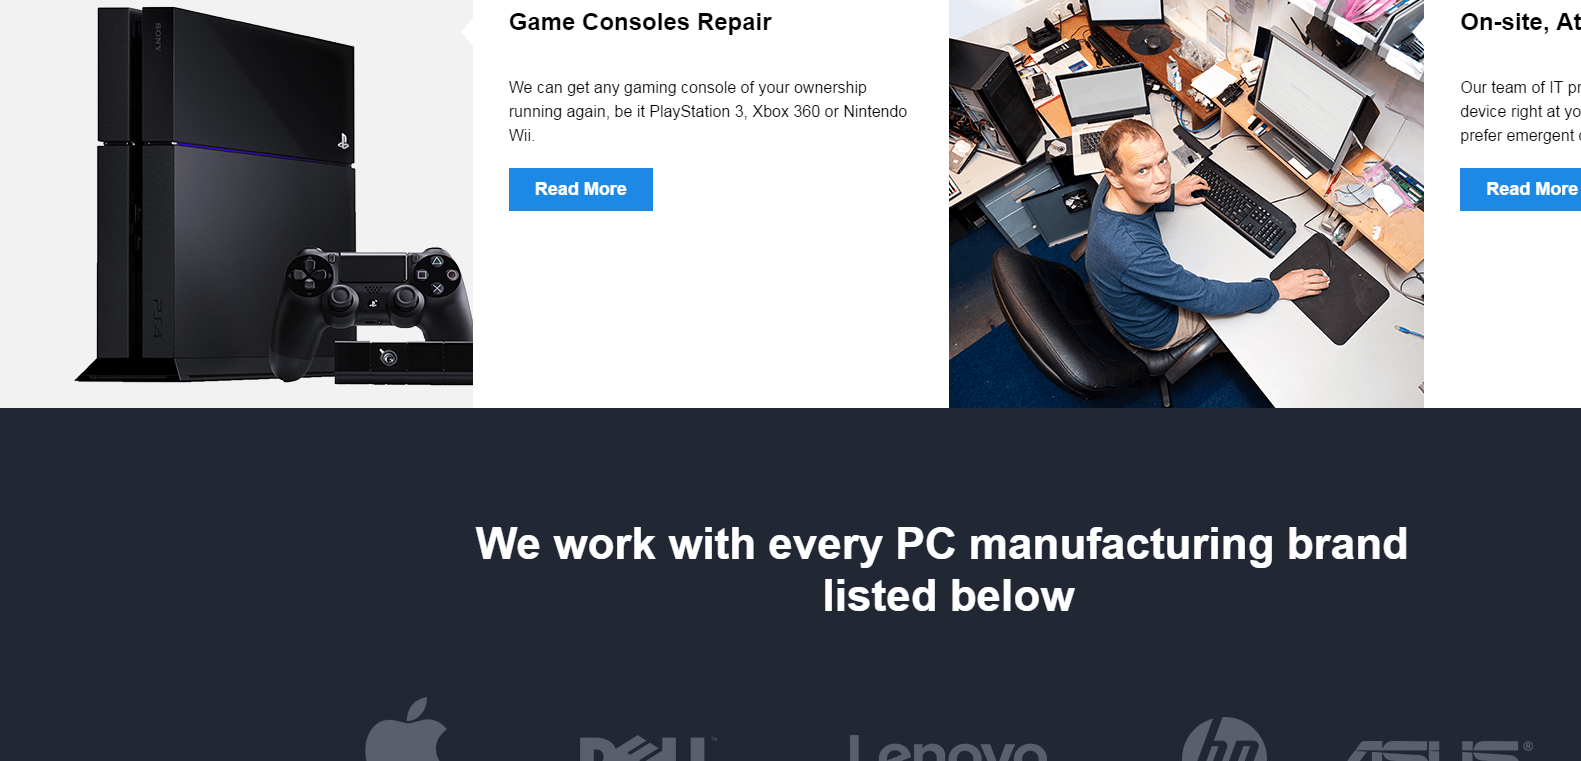 SONY
PS4
Game Consoles Repair
We can get any gaming console of your ownership
running again, be it PlayStation 3, Xbox 360 or Nintendo
Wii.
Read More
On-site, At
Our team of IT pr
device right at yo
prefer emergent
Read More
We work with every PC manufacturing brand
listed below
DELL™
Lenovo
hp
ASUS®